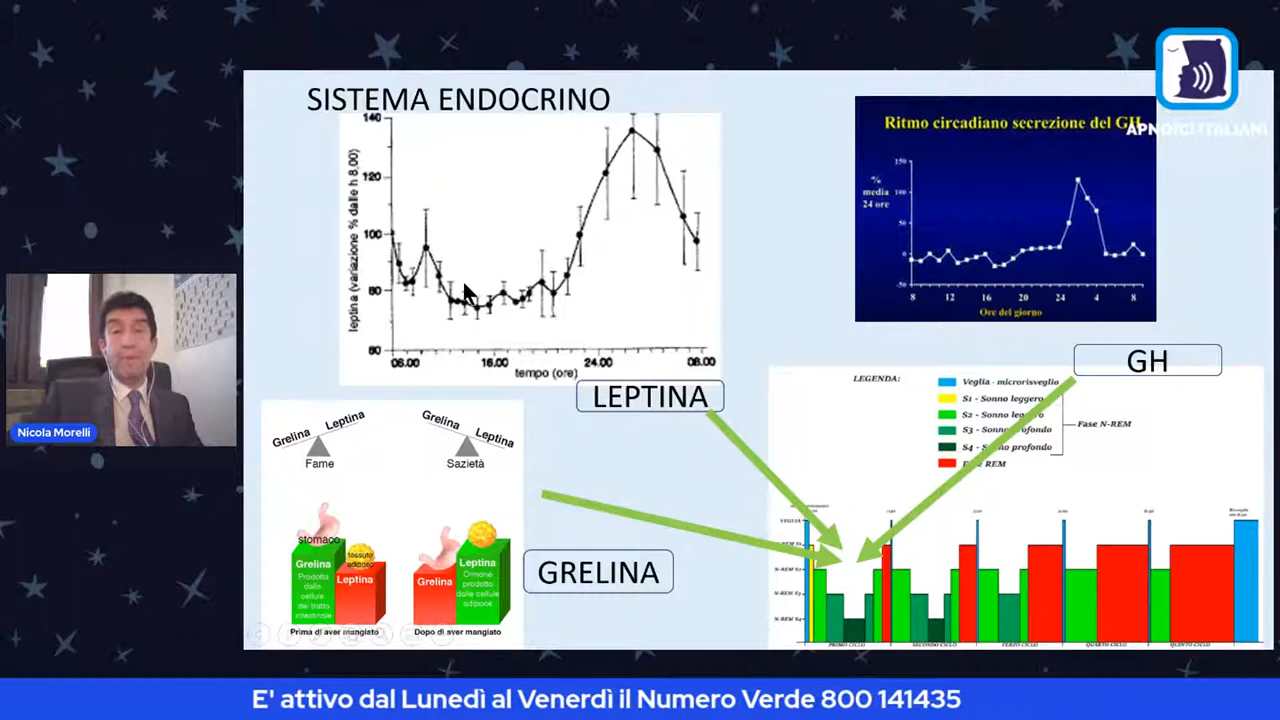 SISTEMA ENDOCRINO
APNOICI ITALIANI
leptina (variazione % dalle h 8,00)
140
120
100
80
60
08.00
16.00
24.00
08.00
tempo (ore)
Ritmo circadiano secrezione del GH
%
media
24 ore
150
100
50
0
-50
8
12
16
20
24
4
8
Ore del giorno
LEPTINA
GH
GRELINA
Nicola Morelli
Grelina
Leptina
Fame
Grelina
Leptina
Sazietà
stomaco
tessuto
adiposo
Grelina
Prodotta
dalle
cellule
del tratto
intestinale
Leptina
Grelina
Leptina
Ormone
prodotto
dalle cellule
adipose
Prima di aver mangiato
Dopo di aver mangiato
LEGENDA:
Veglia - microrisveglio
S1 - Sonno leggero
S2 - Sonno leggero
S3 - Sonno profondo
S4 - Sonno profondo
Fase REM
Fase N-REM
VEGLIA
PRIMO CICLO
SECONDO CICLO
TERZO CICLO
QUARTO CICLO
QUINTO CICLO
E' attivo dal Lunedì al Venerdì il Numero Verde 800 141435